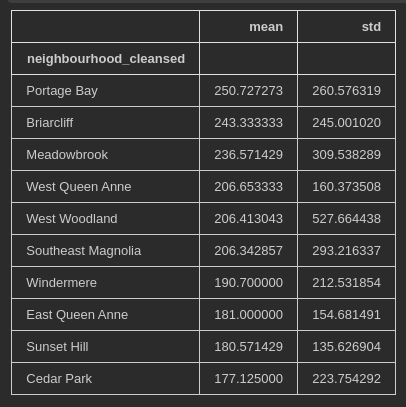 mean std
neighbourhood_cleansed
Portage Bay 250.727273 260.576319
Briarcliff 243.333333 245.001020
Meadowbrook 236.571429 309.538289
West Queen Anne 206.653333 160.373508
West Woodland 206.413043 527.664438
Southeast Magnolia 206.342857 293.216337
Windermere 190.700000 212.531854
East Queen Anne 181.000000 154.681491
Sunset Hill 180.571429 135.626904
Cedar Park 177.125000 223.754292